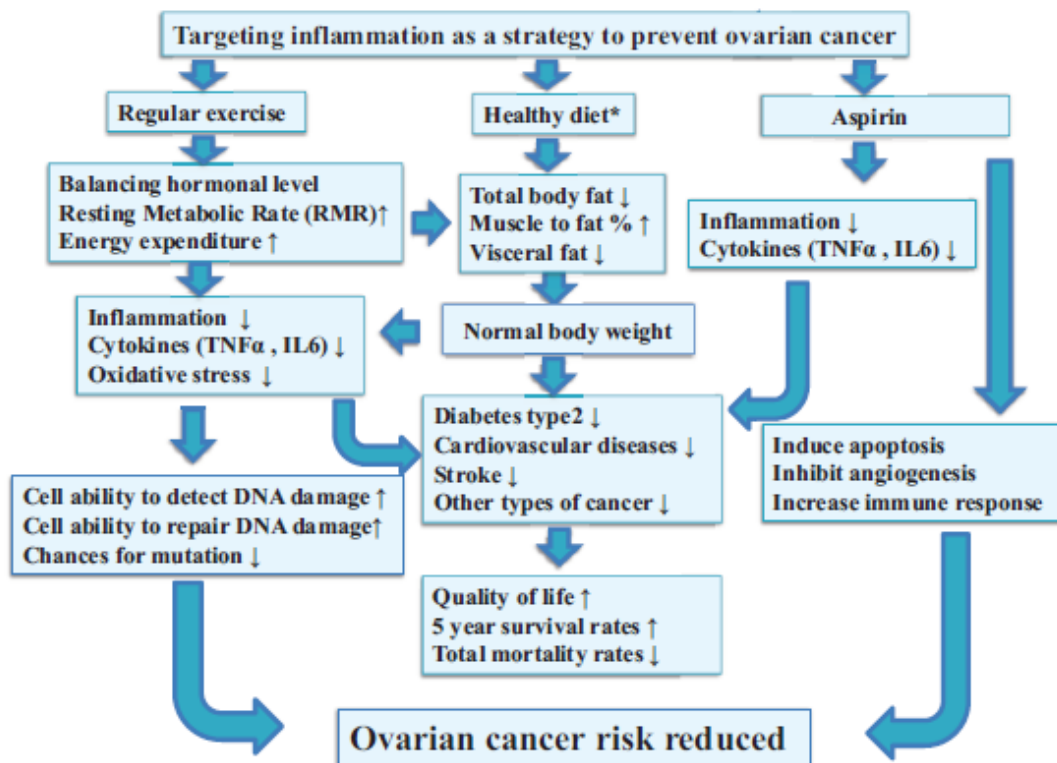 Targeting inflammation as a strategy to prevent ovarian cancer
Regular exercise
Healthy diet*
Aspirin
Balancing hormonal level
Resting Metabolic Rate (RMR)↑
Energy expenditure ↑
Total body fat ↓
Muscle to fat % ↑
Visceral fat ↓
Inflammation ↓
Cytokines (TNFα , IL6) ↓
Inflammation ↓
Cytokines (TNFα , IL6) ↓
Oxidative stress ↓
Normal body weight
Diabetes type2 ↓
Cardiovascular diseases ↓
Stroke ↓
Other types of cancer ↓
Induce apoptosis
Inhibit angiogenesis
Increase immune response
Cell ability to detect DNA damage ↑
Cell ability to repair DNA damage↑
Chances for mutation ↓
Quality of life ↑
5 year survival rates ↑
Total mortality rates ↓
Ovarian cancer risk reduced